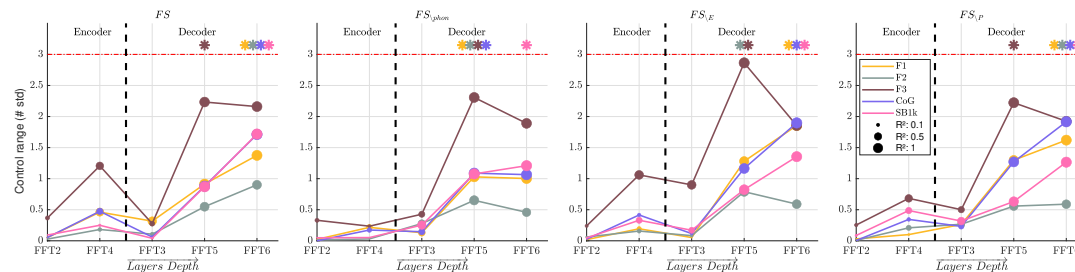 FS
Encoder
Decoder
Control range (# std)
3
2.5
2
1.5
1
0.5
0
FFT2
FFT4
FFT3
FFT5
FFT6
Layers Depth
FS\phon
Encoder
Decoder
3
2.5
2
1.5
1
0.5
0
FFT2
FFT4
FFT3
FFT5
FFT6
Layers Depth
FS\E
Encoder
Decoder
3
2.5
2
1.5
1
0.5
0
FFT2
FFT4
FFT3
FFT5
FFT6
Layers Depth
FS\P
Encoder
Decoder
3
2.5
2
1.5
1
0.5
0
F1
F2
F3
CoG
SB1k
R²: 0.1
R²: 0.5
R²: 1
FFT2
FFT4
FFT3
FFT5
FFT
Layers Depth